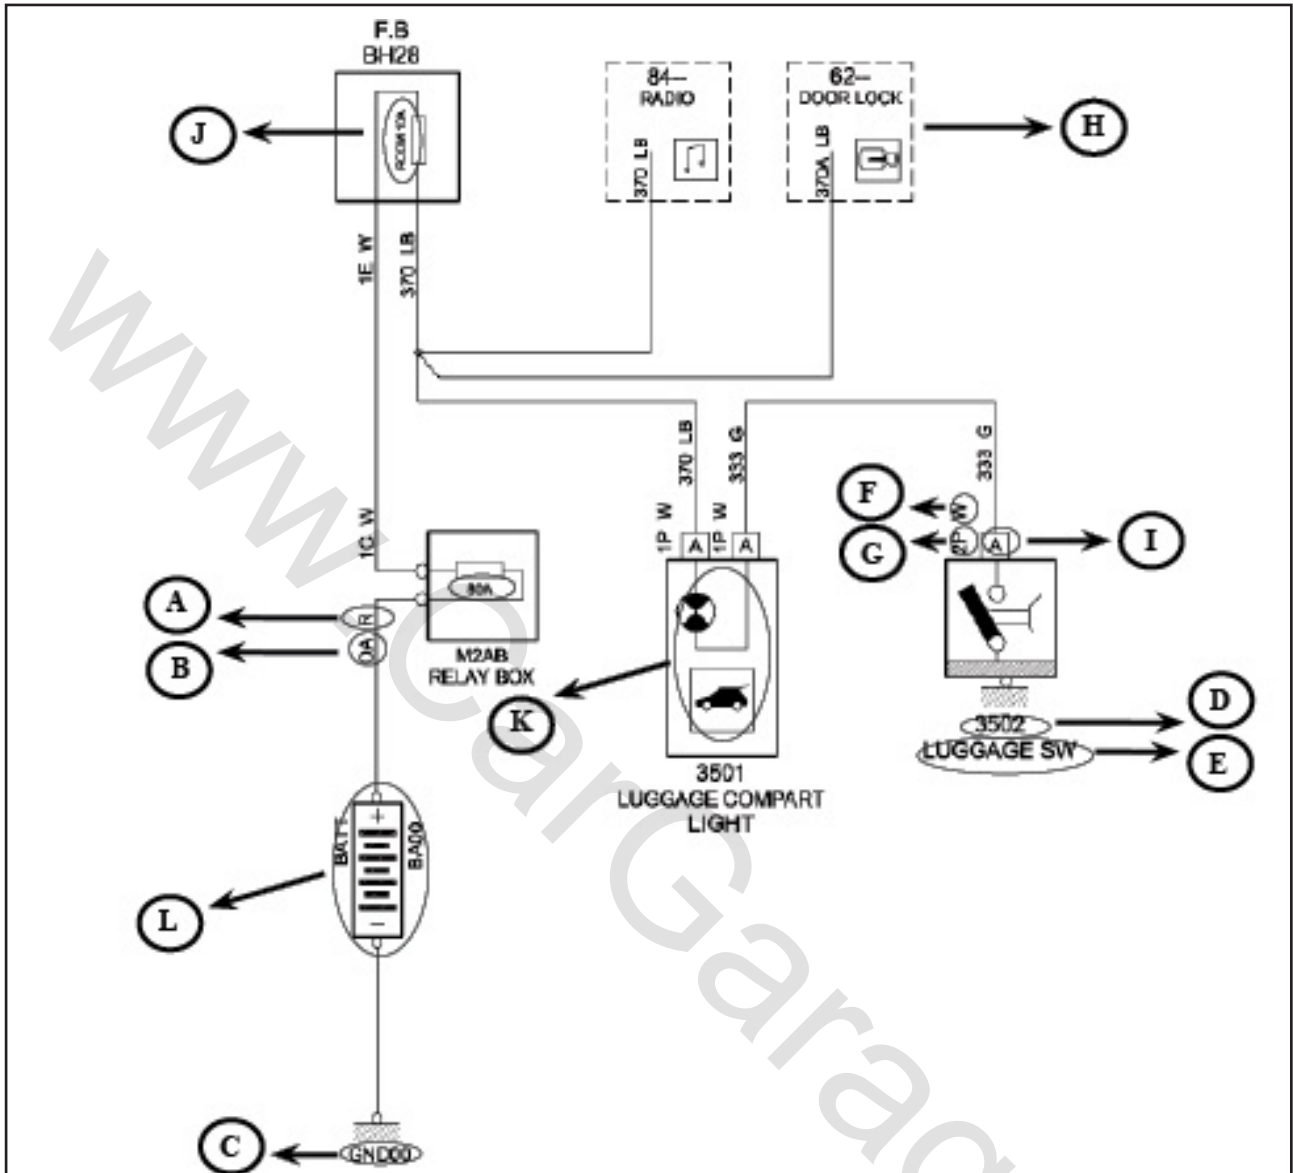 F.B
BH28
84--
RADIO
62--
DOOR LOCK
J
ROOM 10A
H
370 LB
370A LB
1E W
370 LB
370 LB
333 G
333 G
F
W
1P W
1P W
G
2P
A
I
A
A
1C W
A
R
80A
B
0A
M2AB
RELAY BOX
K
3502
D
LUGGAGE SW
E
3501
LUGGAGE COMPART
LIGHT
BATT
+
BA00
−
L
C
GND00
www.CarGarag